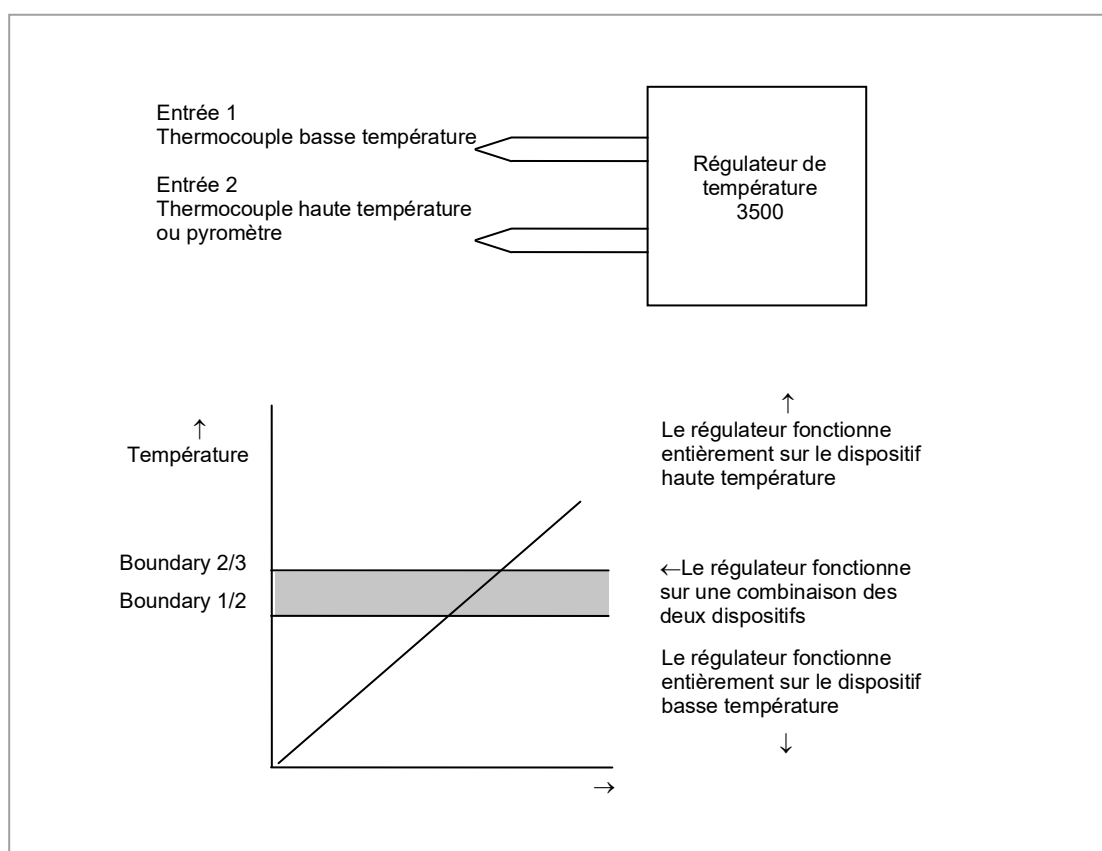 Entrée 1
Thermocouple basse température
Entrée 2
Thermocouple haute température
ou pyromètre
Régulateur de
température
3500
↑
Température
Boundary 2/3
Boundary 1/2
→
↑
Le régulateur fonctionne
entièrement sur le dispositif
haute température
←Le régulateur fonctionne
sur une combinaison des
deux dispositifs
Le régulateur fonctionne
entièrement sur le dispositif
basse température
↓